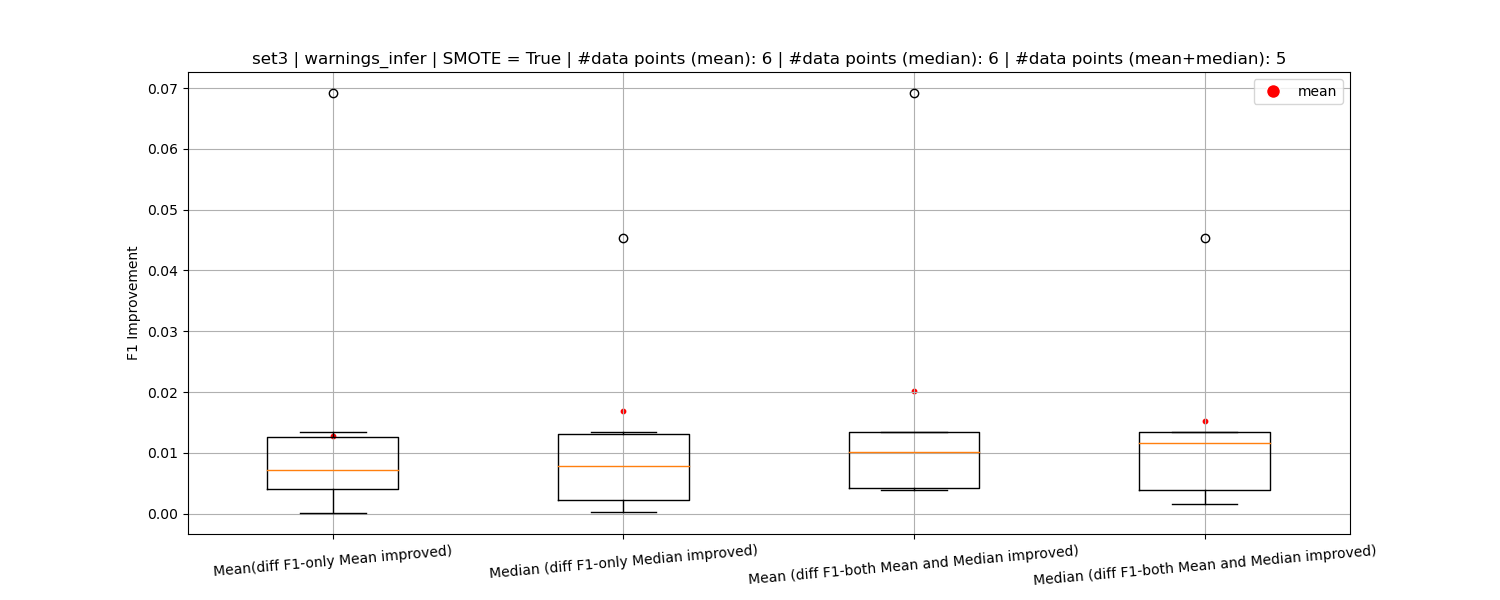 set3 | warnings_infer | SMOTE = True | #data points (mean): 6 | #data points (median): 6 | #data points (mean+median): 5
mean
0.07
0.06
0.05
0.04
0.03
0.02
0.01
0.00
F1 Improvement
Mean(diff F1-only Mean improved)
Median (diff F1-only Median improved)
Mean (diff F1-both Mean and Median improved)
Median (diff F1-both Mean and Median improved)